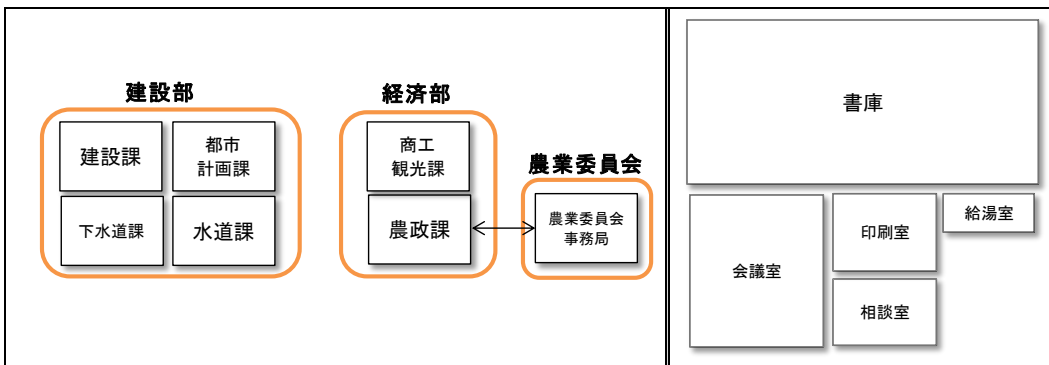 建設部
建設課
都市
計画課
下水道課
水道課
経済部
商工
観光課
農政課
農業委員会
農業委員会
事務局
書庫
会議室
印刷室
給湯室
相談室